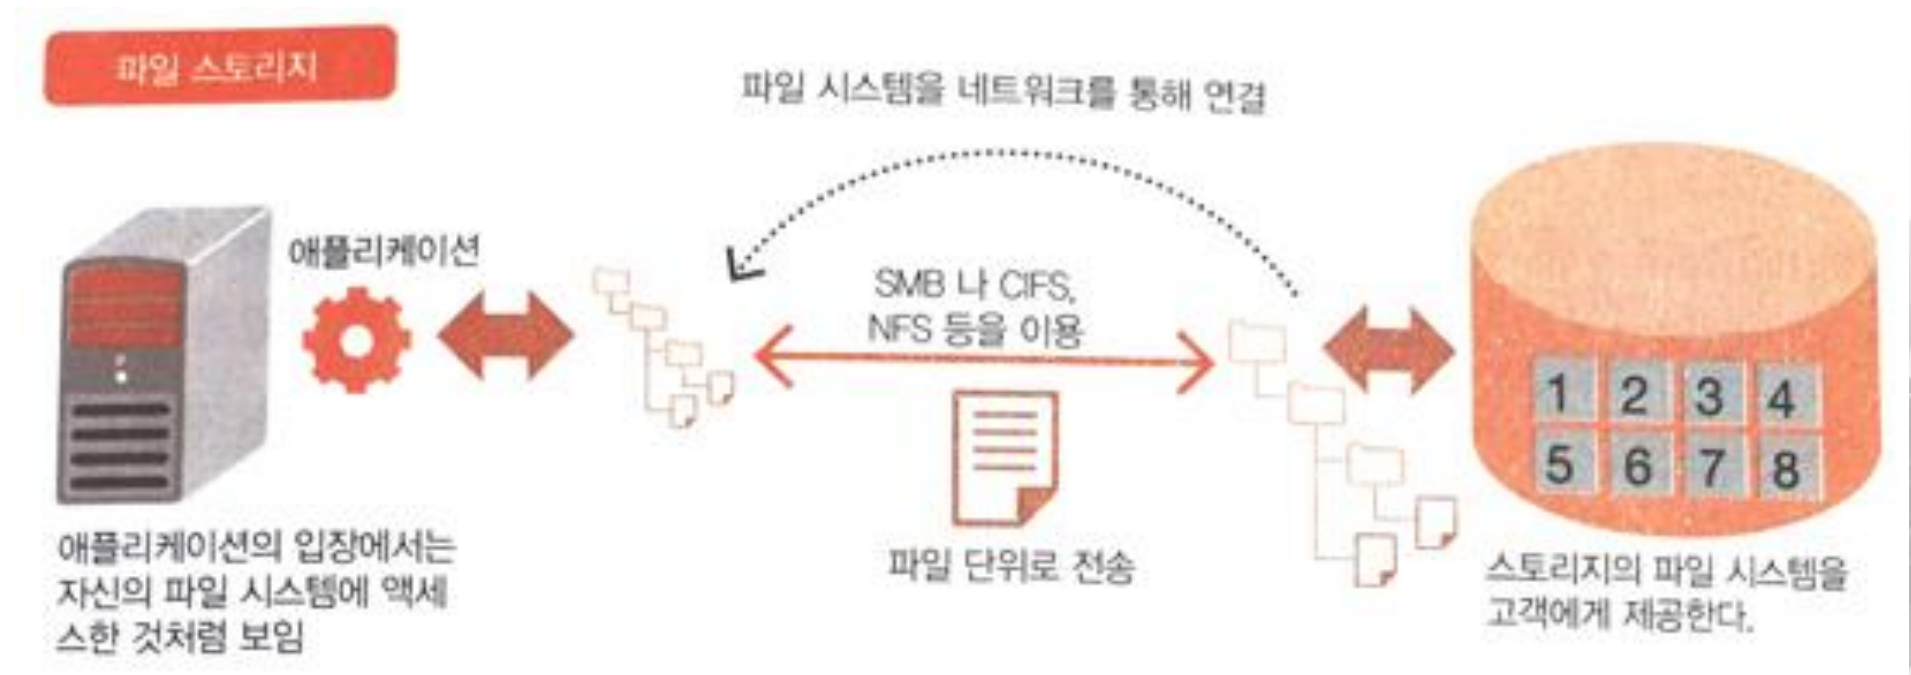 파일 스토리지
파일 시스템을 네트워크를 통해 연결
애플리케이션
SMB 나 CIFS,
NFS 등을 이용
1 2 3 4
5 6 7 8
파일 단위로 전송
애플리케이션의 입장에서는
자신의 파일 시스템에 액세
스한 것처럼 보임
스토리지의 파일 시스템을
고객에게 제공한다.